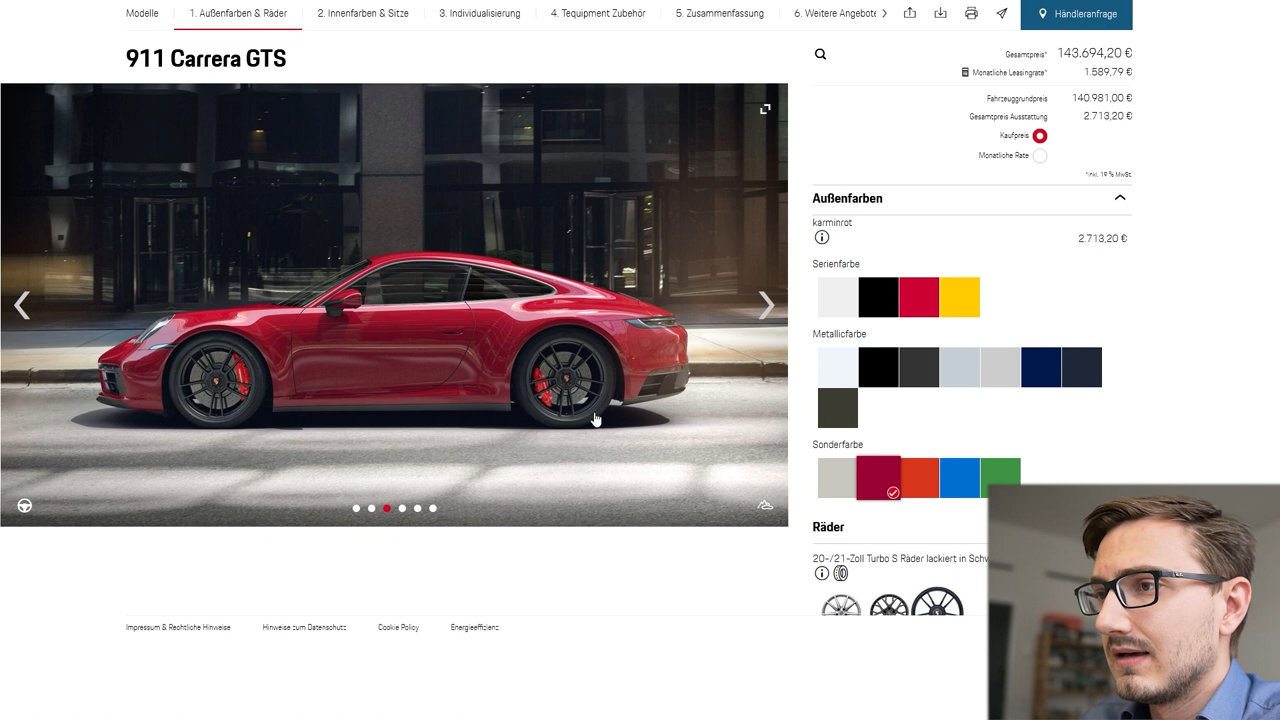 Modelle 1. Außenfarben & Räder 2. Innenfarben & Sitze 3. Individualisierung 4. Tequipment Zubehör 5. Zusammenfassung 6. Weitere Angebote Händleranfrage
911 Carrera GTS
Gesamtpreis* 143.694,20 €
Monatliche Leasingrate* 1.589,79 €
Fahrzeuggrundpreis 140.981,00 €
Gesamtpreis Ausstattung 2.713,20 €
Kaufpreis
Monatliche Rate
*inkl. 19 % MwSt.
Außenfarben
karminrot
2.713,20 €
Serienfarbe
Metallicfarbe
Sonderfarbe
Räder
20-/21-Zoll Turbo S Räder lackiert in Schw
Impressum & Rechtliche Hinweise Hinweise zum Datenschutz Cookie Policy Energieeffizienz